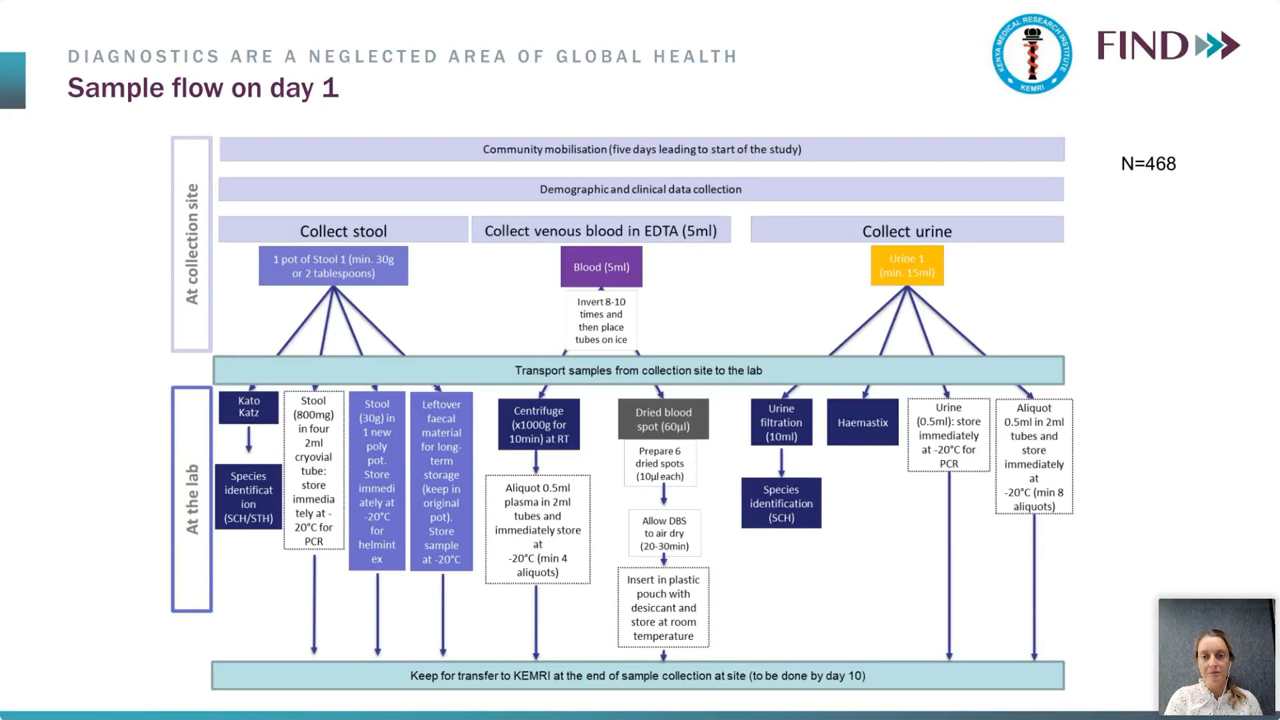 DIAGNOSTICS ARE A NEGLECTED AREA OF GLOBAL HEALTH
Sample flow on day 1
KENYA MEDICAL RESEARCH INSTITUTE
KEMRI
FIND
N=468
At collection site
Community mobilisation (five days leading to start of the study)
Demographic and clinical data collection
Collect stool
Collect venous blood in EDTA (5ml)
Collect urine
1 pot of Stool 1 (min. 30g
or 2 tablespoons)
Blood (5ml)
Urine 1
(min. 15ml)
Invert 8-10
times and
then place
tubes on ice
Transport samples from collection site to the lab
At the lab
Kato
Katz
Species
identificat
ion
(SCH/STH)
Stool
(800mg)
in four
2ml
cryovial
tube:
store
immedia
tely at -
20°C for
PCR
Stool
(30g) in
1 new
poly
pot.
Store
immedi
ately at
-20°C
for
helmint
ex
Leftover
faecal
material
for long-
term
storage
(keep in
original
pot).
Store
sample
at -20°C
Centrifuge
(x1000g for
10min) at RT
Aliquot 0.5ml
plasma in 2ml
tubes and
immediately store
at
-20°C (min 4
aliquots)
Dried blood
spot (60µl)
Prepare 6
dried spots
(10µl each)
Allow DBS
to air dry
(20-30min)
Insert in plastic
pouch with
desiccant and
store at room
temperature
Urine
filtration
(10ml)
Species
identification
(SCH)
Haemastix
Urine
(0.5ml): store
immediately
at -20°C for
PCR
Aliquot
0.5ml in 2ml
tubes and
store
immediately
at
-20°C (min 8
aliquots)
Keep for transfer to KEMRI at the end of sample collection at site (to be done by day 10)